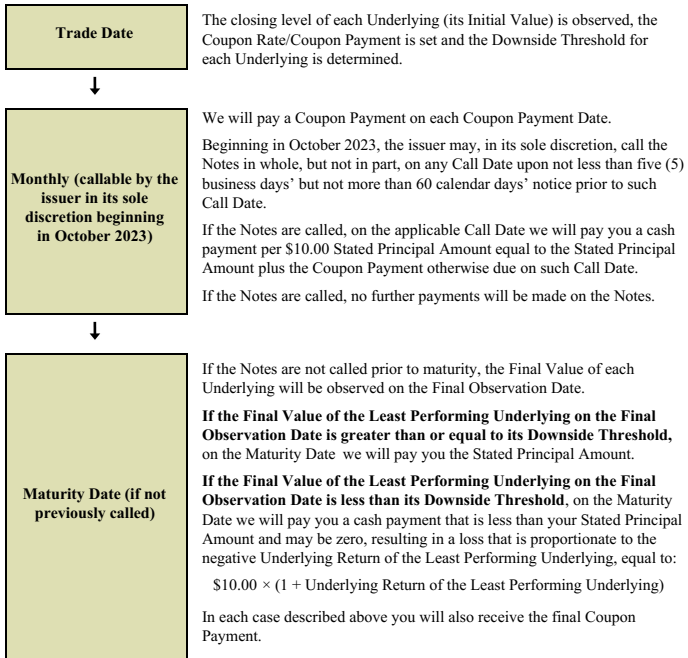 Trade Date
The closing level of each Underlying (its Initial Value) is observed, the
Coupon Rate/Coupon Payment is set and the Downside Threshold for
each Underlying is determined.
Monthly (callable by the
issuer in its sole
discretion beginning
in October 2023)
We will pay a Coupon Payment on each Coupon Payment Date.
Beginning in October 2023, the issuer may, in its sole discretion, call the
Notes in whole, but not in part, on any Call Date upon not less than five (5)
business days’ but not more than 60 calendar days’ notice prior to such
Call Date.
If the Notes are called, on the applicable Call Date we will pay you a cash
payment per $10.00 Stated Principal Amount equal to the Stated Principal
Amount plus the Coupon Payment otherwise due on such Call Date.
If the Notes are called, no further payments will be made on the Notes.
Maturity Date (if not
previously called)
If the Notes are not called prior to maturity, the Final Value of each
Underlying will be observed on the Final Observation Date.
If the Final Value of the Least Performing Underlying on the Final
Observation Date is greater than or equal to its Downside Threshold,
on the Maturity Date we will pay you the Stated Principal Amount.
If the Final Value of the Least Performing Underlying on the Final
Observation Date is less than its Downside Threshold, on the Maturity
Date we will pay you a cash payment that is less than your Stated Principal
Amount and may be zero, resulting in a loss that is proportionate to the
negative Underlying Return of the Least Performing Underlying, equal to:
$10.00 × (1 + Underlying Return of the Least Performing Underlying)
In each case described above you will also receive the final Coupon
Payment.